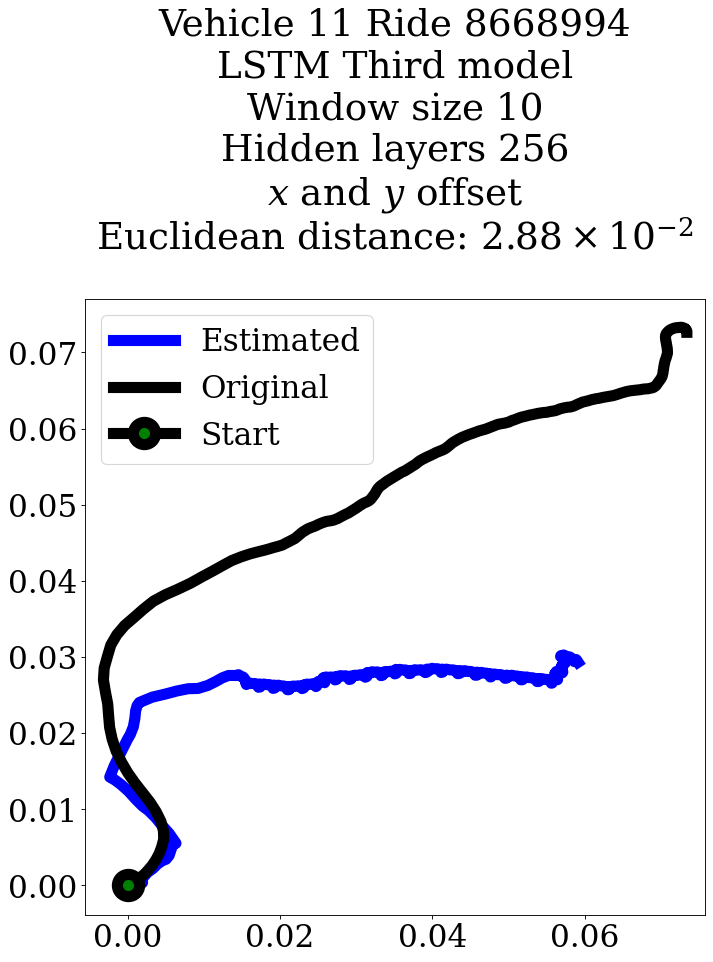 Vehicle 11 Ride 8668994
LSTM Third model
Window size 10
Hidden layers 256
x and y offset
Euclidean distance: 2.88 × 10⁻²
Estimated
Original
Start
0.07
0.06
0.05
0.04
0.03
0.02
0.01
0.00
0.00 0.02 0.04 0.06